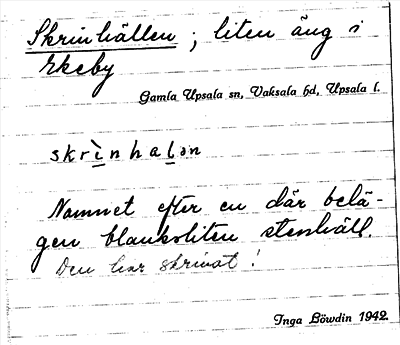 Skrinhällen ; liten äng i
Ekeby
Gamla Upsala sn, Vaksala hd, Upsala l.
skrìnhaḷən
Namnet efter en där belä-
gen blanksliten stenhäll.
Den har skrinat !
Inga Löwdin 1942.